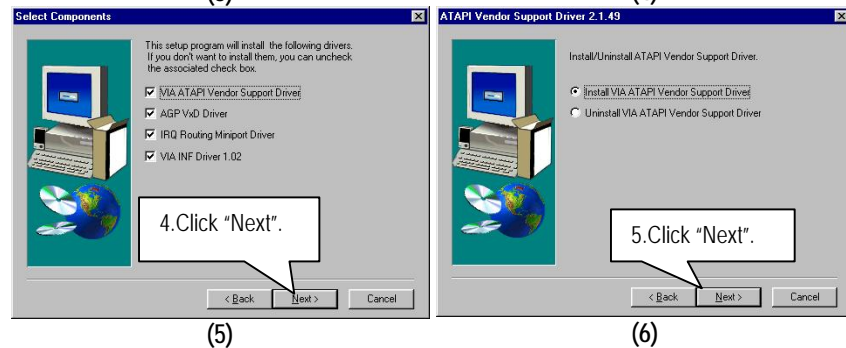 Select Components
This setup program will install the following drivers.
If you don't want to install them, you can uncheck
the associated check box.
VIA ATAPI Vendor Support Driver
AGP VxD Driver
IRQ Routing Miniport Driver
VIA INF Driver 1.02
4.Click “Next”.
< Back
Next >
Cancel
(5)
ATAPI Vendor Support Driver 2.1.49
Install/Uninstall ATAPI Vendor Support Driver.
Install VIA ATAPI Vendor Support Driver
Uninstall VIA ATAPI Vendor Support Driver
5.Click “Next”.
< Back
Next >
Cancel
(6)